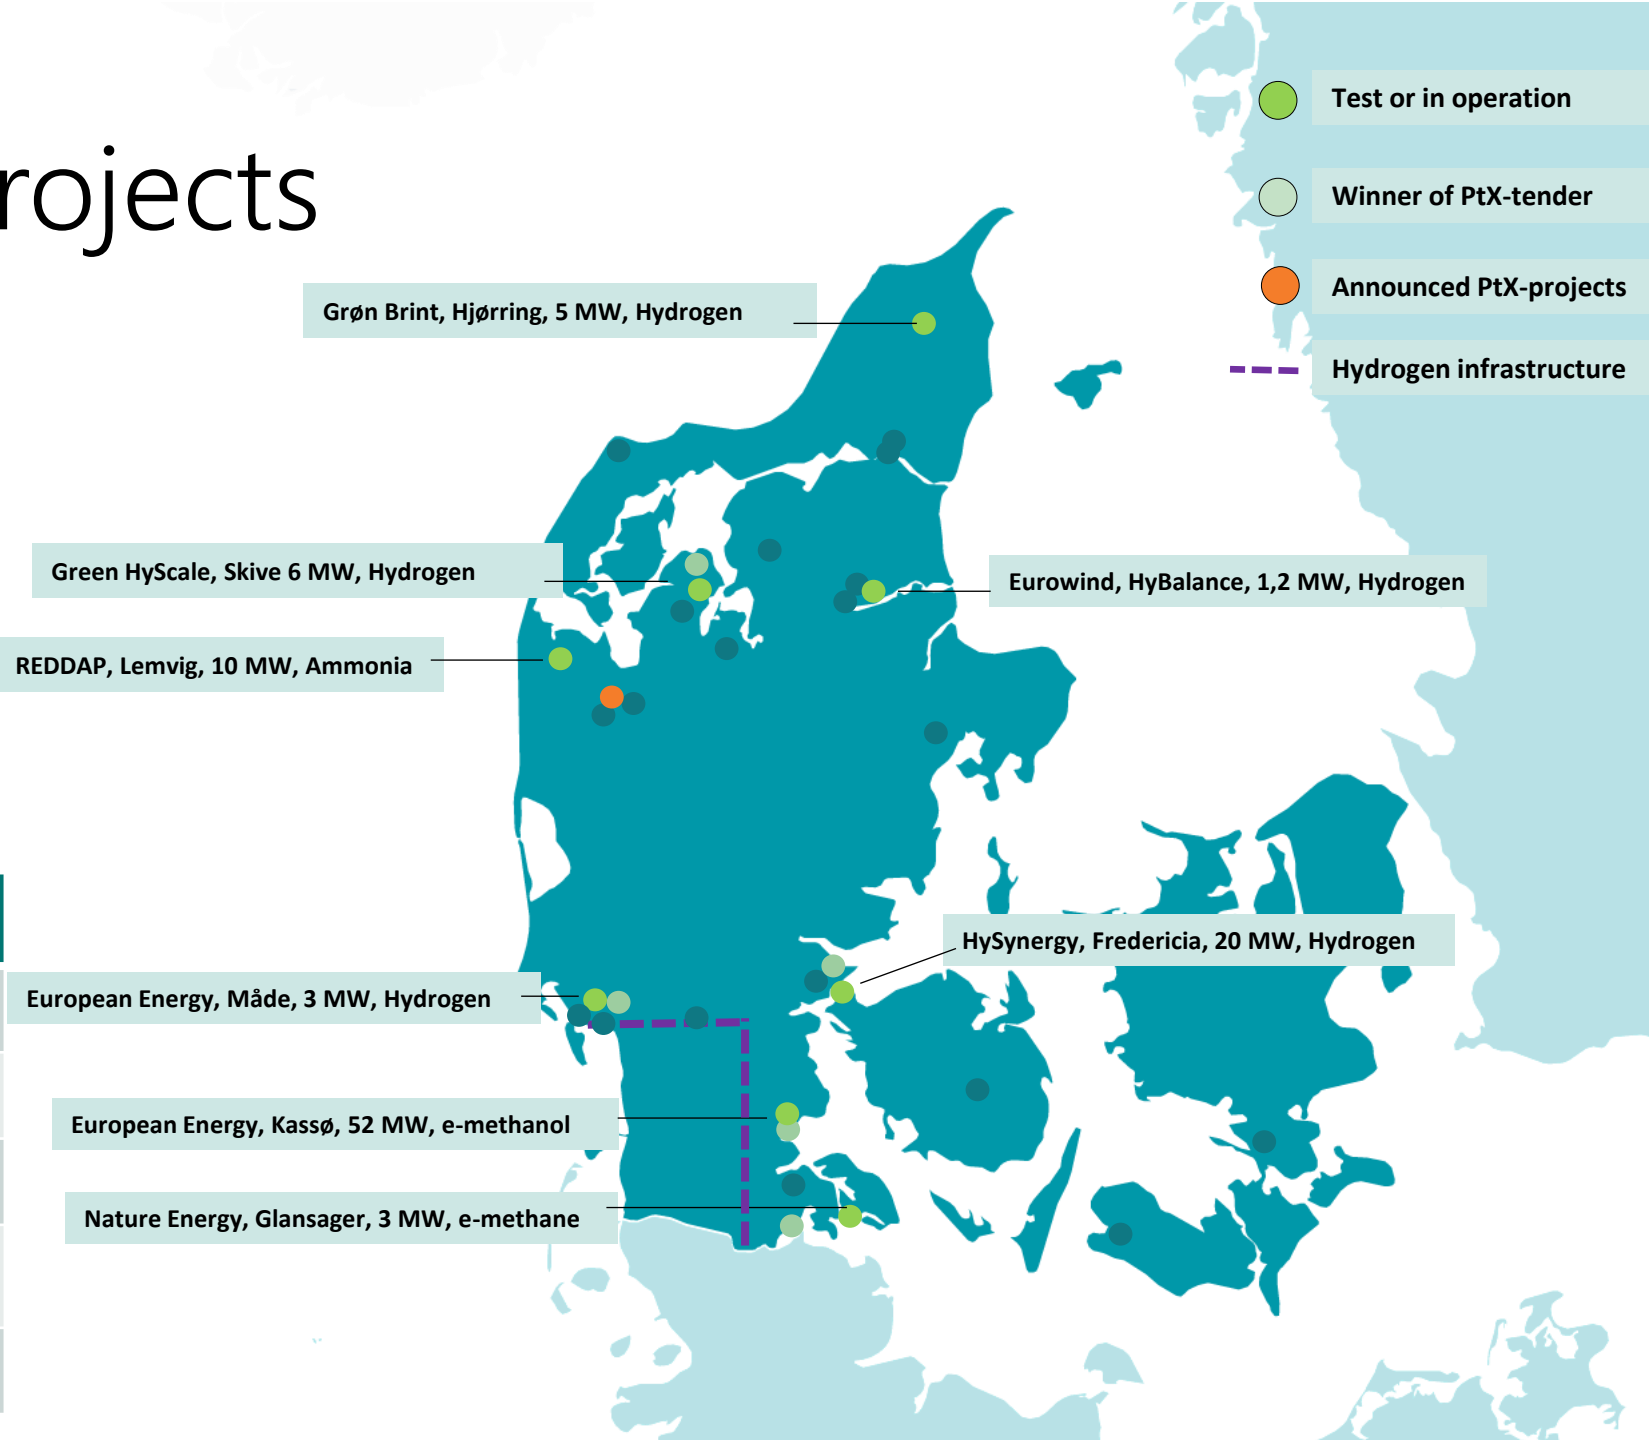 rojects
Test or in operation
Winner of PtX-tender
Announced PtX-projects
Hydrogen infrastructure
Grøn Brint, Hjørring, 5 MW, Hydrogen
Green HyScale, Skive 6 MW, Hydrogen
Eurowind, HyBalance, 1,2 MW, Hydrogen
REDDAP, Lemvig, 10 MW, Ammonia
HySynergy, Fredericia, 20 MW, Hydrogen
European Energy, Måde, 3 MW, Hydrogen
European Energy, Kassø, 52 MW, e-methanol
Nature Energy, Glansager, 3 MW, e-methane